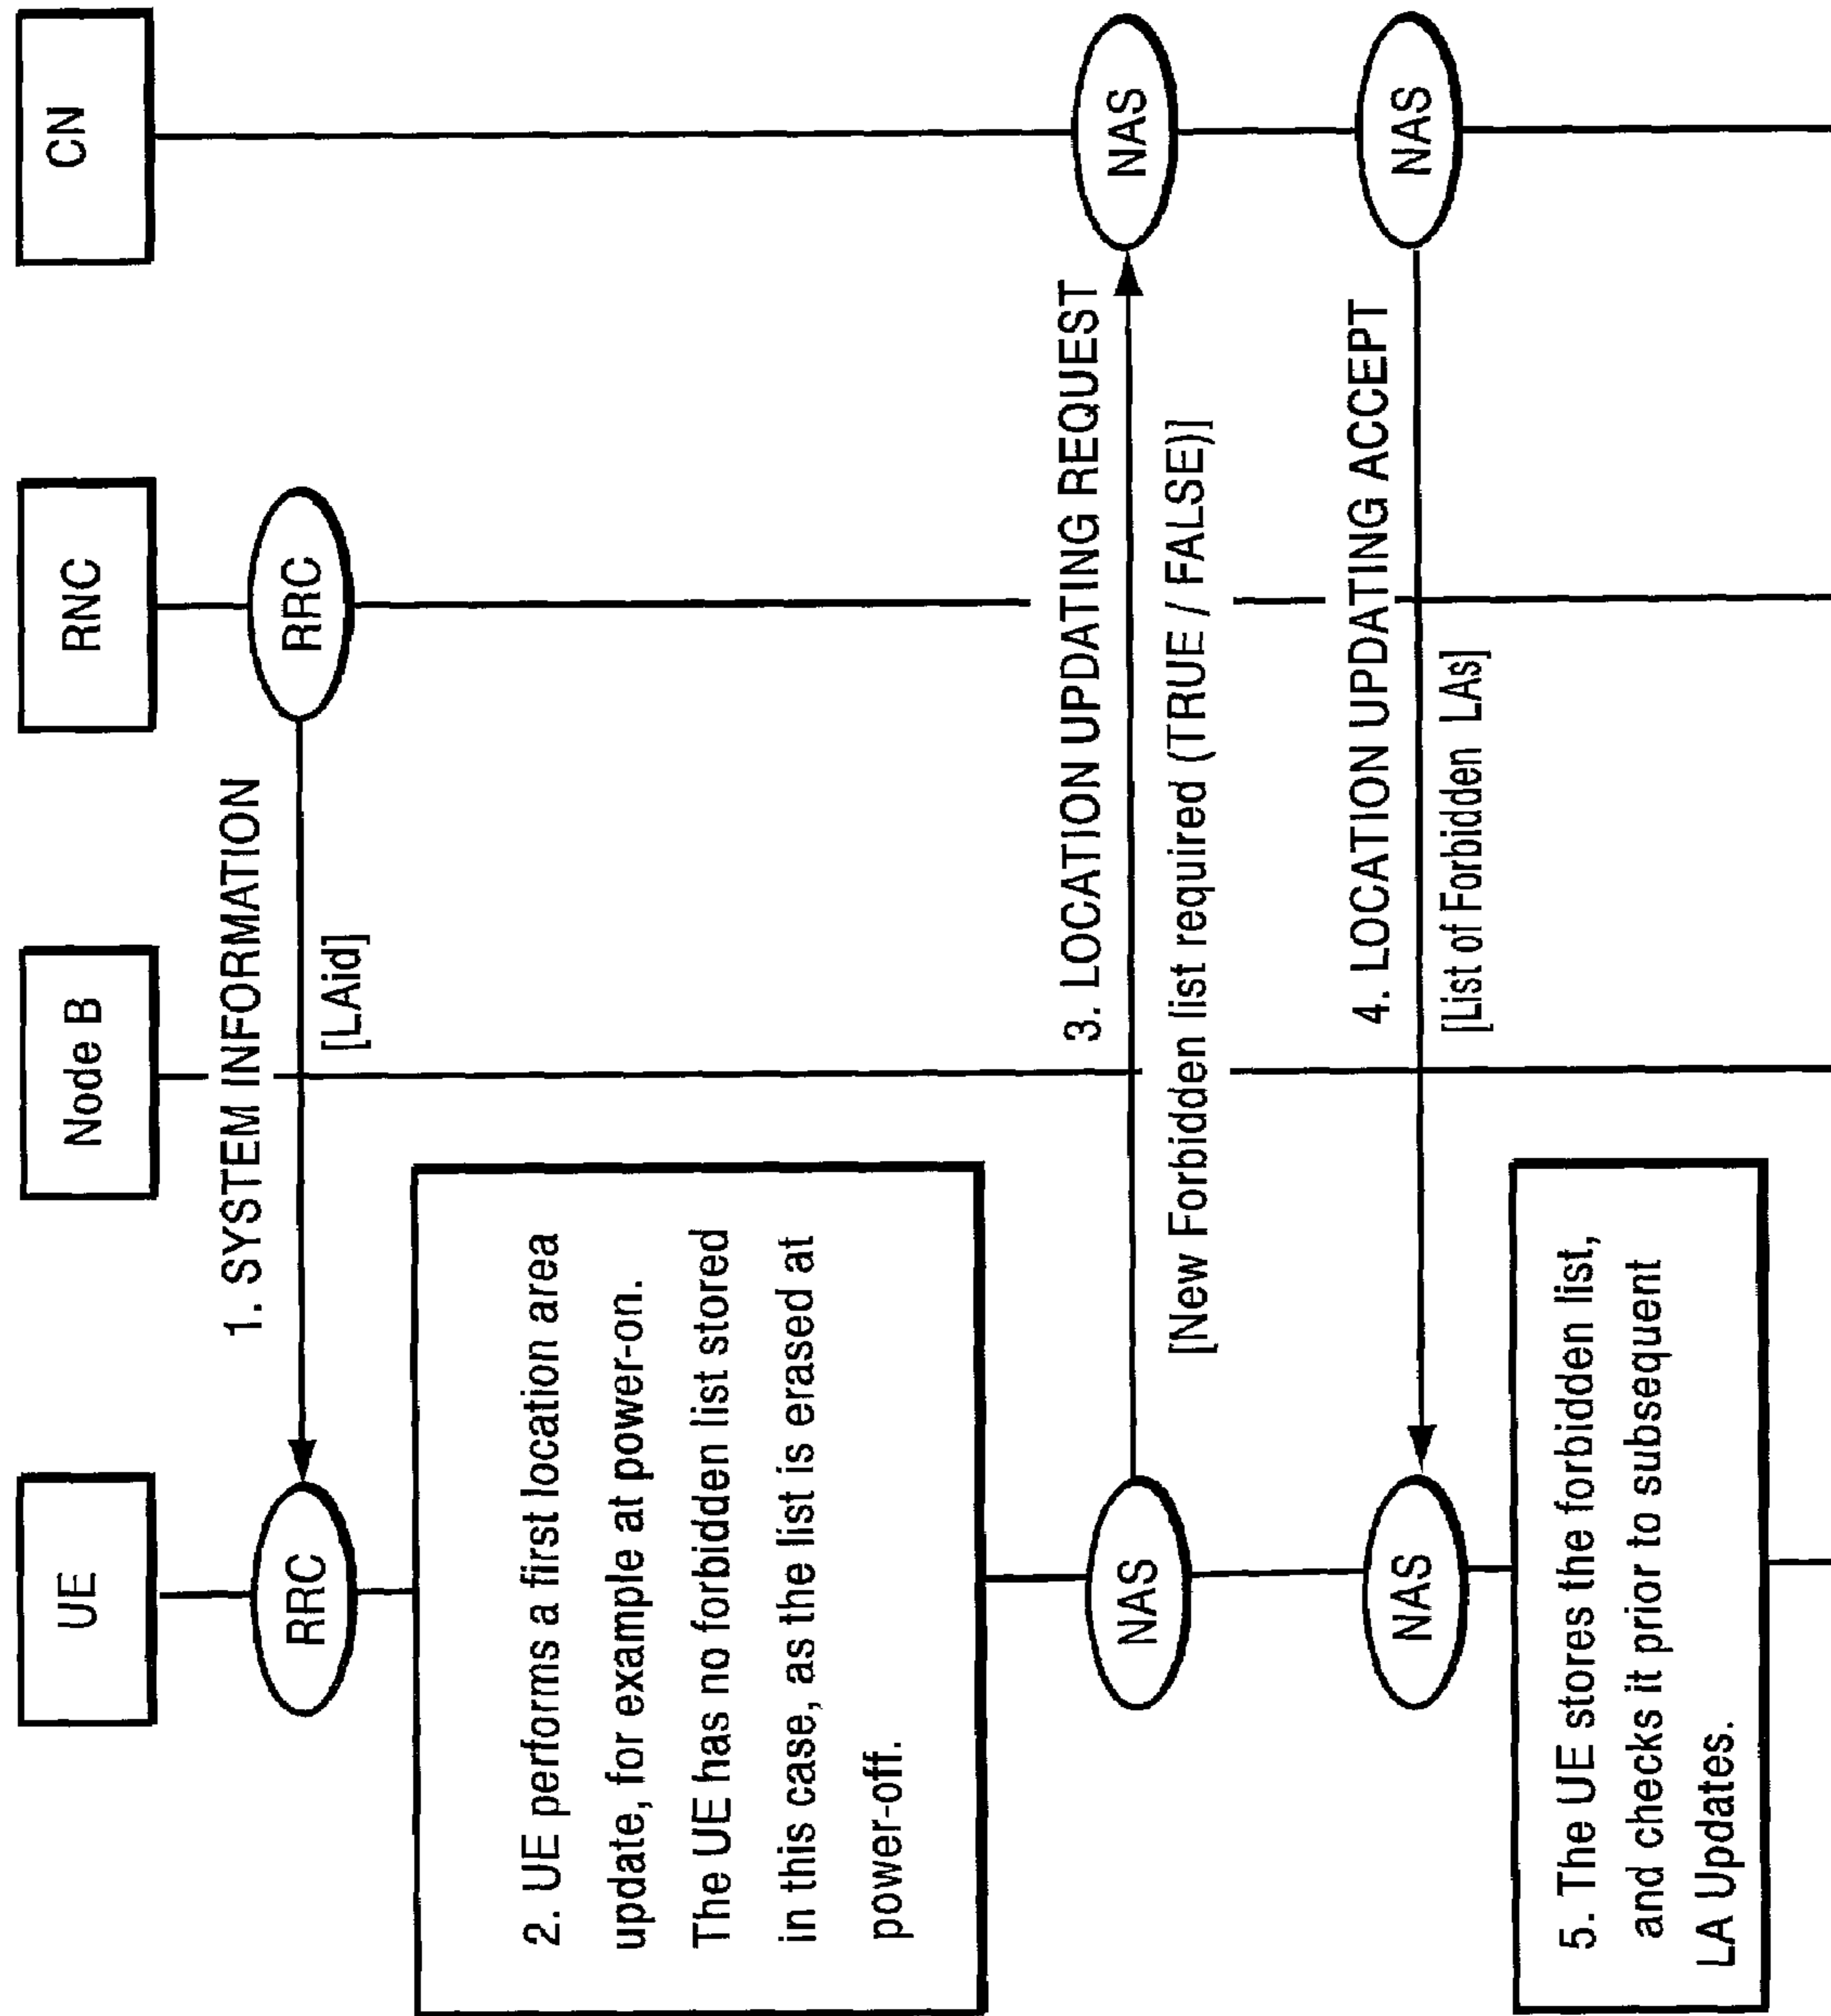 UE
Node B
RNC
CN
1. SYSTEM INFORMATION
RRC
RRC
[LAid]
2. UE performs a first location area
update, for example at power-on.
The UE has no forbidden list stored
in this case, as the list is erased at
power-off.
3. LOCATION UPDATING REQUEST
NAS
NAS
[New Forbidden list required (TRUE / FALSE)]
4. LOCATION UPDATING ACCEPT
NAS
NAS
[List of Forbidden LAs]
5. The UE stores the forbidden list,
and checks it prior to subsequent
LA Updates.